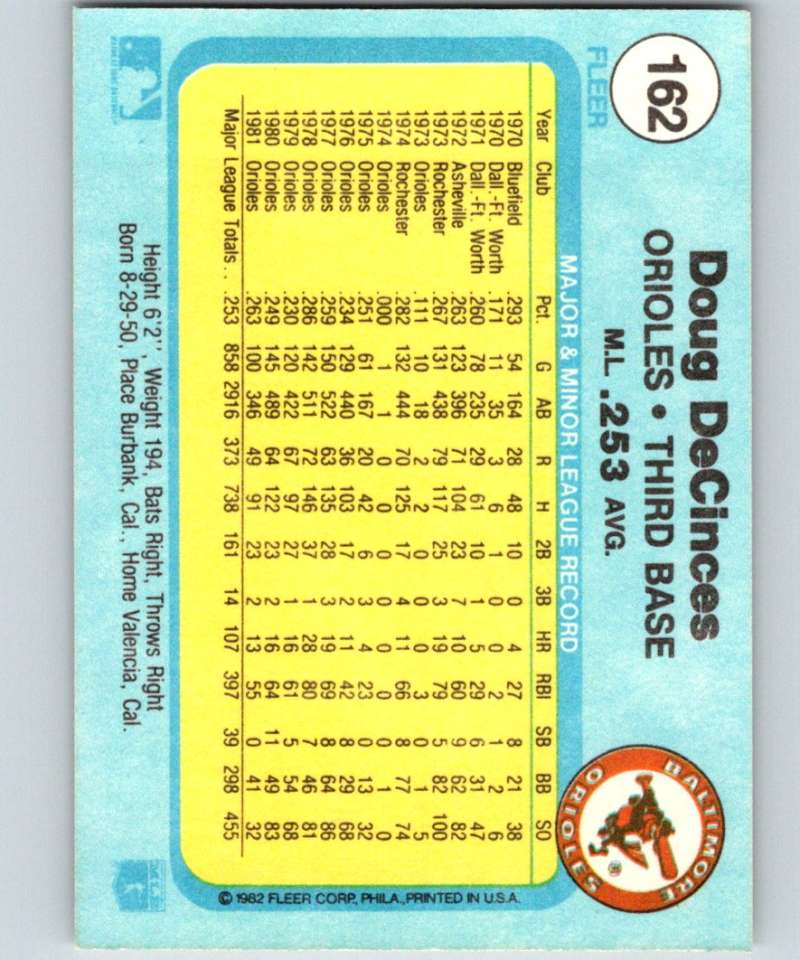 162
FLEER
Doug DeCinces
ORIOLES • THIRD BASE
M.L. .253 AVG.
BALTIMORE
ORIOLES
®
MAJOR & MINOR LEAGUE RECORD
Year Club Pct. G AB R H 2B 3B HR RBI SB BB SO
1970 Bluefield .293 54 164 28 48 10 0 4 27 8 21 38
1970 Dall.-Ft. Worth .171 11 35 3 6 1 0 0 2 1 2 6
1971 Dall.-Ft. Worth .260 78 235 29 61 10 1 5 29 6 31 47
1972 Asheville .263 123 396 71 104 23 7 10 60 9 62 82
1973 Rochester .267 131 438 79 117 25 3 19 79 5 82 100
1973 Orioles .111 10 18 2 2 0 0 0 3 0 1 5
1974 Rochester .282 132 444 70 125 17 4 11 66 8 77 74
1974 Orioles .000 1 1 0 0 0 0 0 0 0 1 0
1975 Orioles .251 61 167 20 42 6 3 4 23 0 13 32
1976 Orioles .234 129 440 36 103 17 2 11 42 8 29 68
1977 Orioles .259 150 522 63 135 28 3 19 69 8 64 86
1978 Orioles .286 142 511 72 146 37 1 28 80 7 46 81
1979 Orioles .230 120 422 67 97 27 1 16 61 5 54 68
1980 Orioles .249 145 489 64 122 23 2 16 64 11 49 83
1981 Orioles .263 100 346 49 91 23 2 13 55 0 41 32
Major League Totals .. .253 858 2916 373 738 161 14 107 397 39 298 455
© 1982 FLEER CORP., PHILA., PRINTED IN U.S.A.
Height 6'2'', Weight 194, Bats Right, Throws Right
Born 8-29-50, Place Burbank, Cal., Home Valencia, Cal.